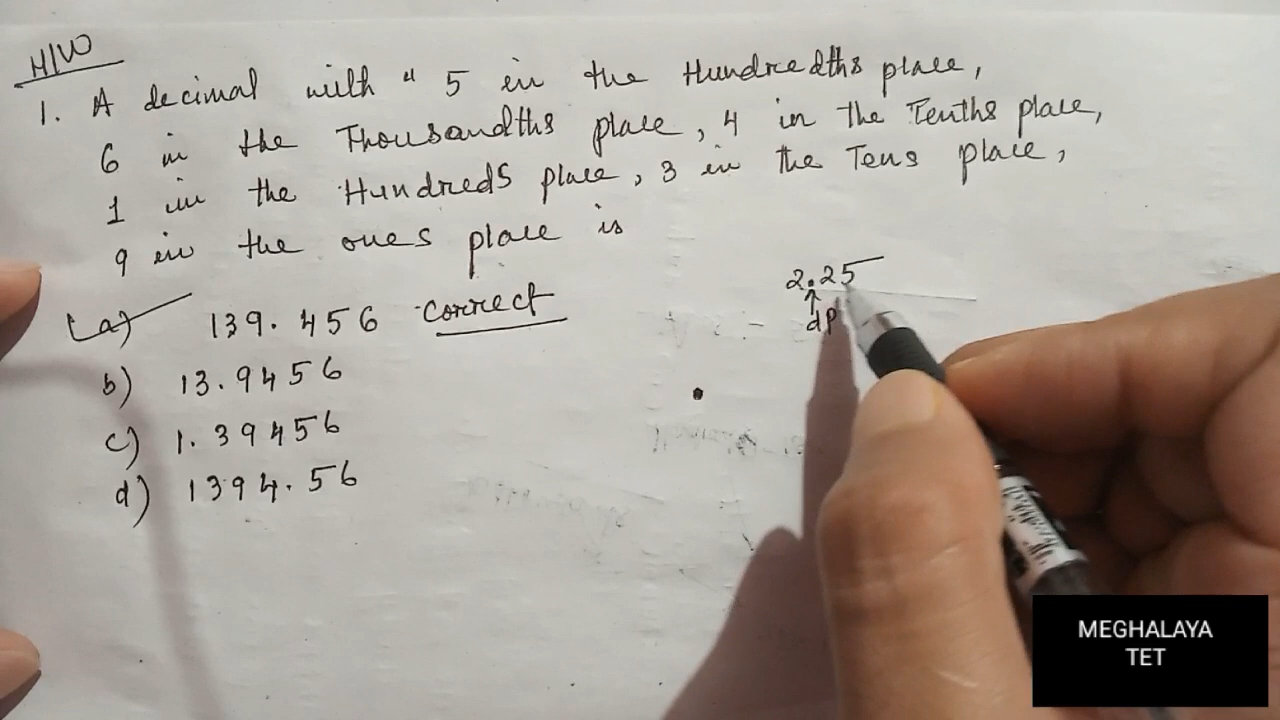 H/W
1. A decimal with " 5 in the Hundredths place,
6 in the Thousandths place, 4 in the Tenths place,
1 in the Hundreds place, 3 in the Tens place,
9 in the ones place is
(a) 139.456 correct
b) 13.9456
c) 1.39456
d) 1394.56
2.25
dp
MEGHALAYA
TET